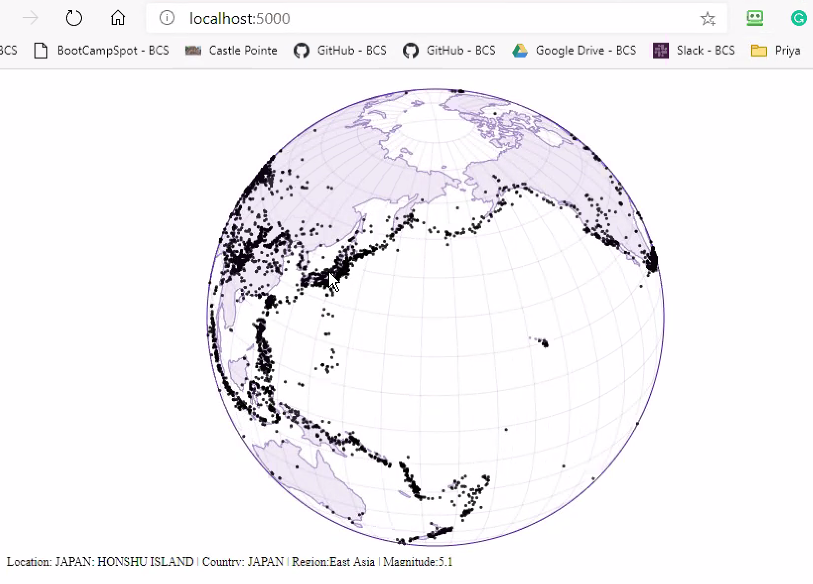 localhost:5000
BCS BootCampSpot - BCS Castle Pointe GitHub - BCS GitHub - BCS Google Drive - BCS Slack - BCS Priya
Location: JAPAN: HONSHU ISLAND | Country: JAPAN | Region:East Asia | Magnitude:5.1